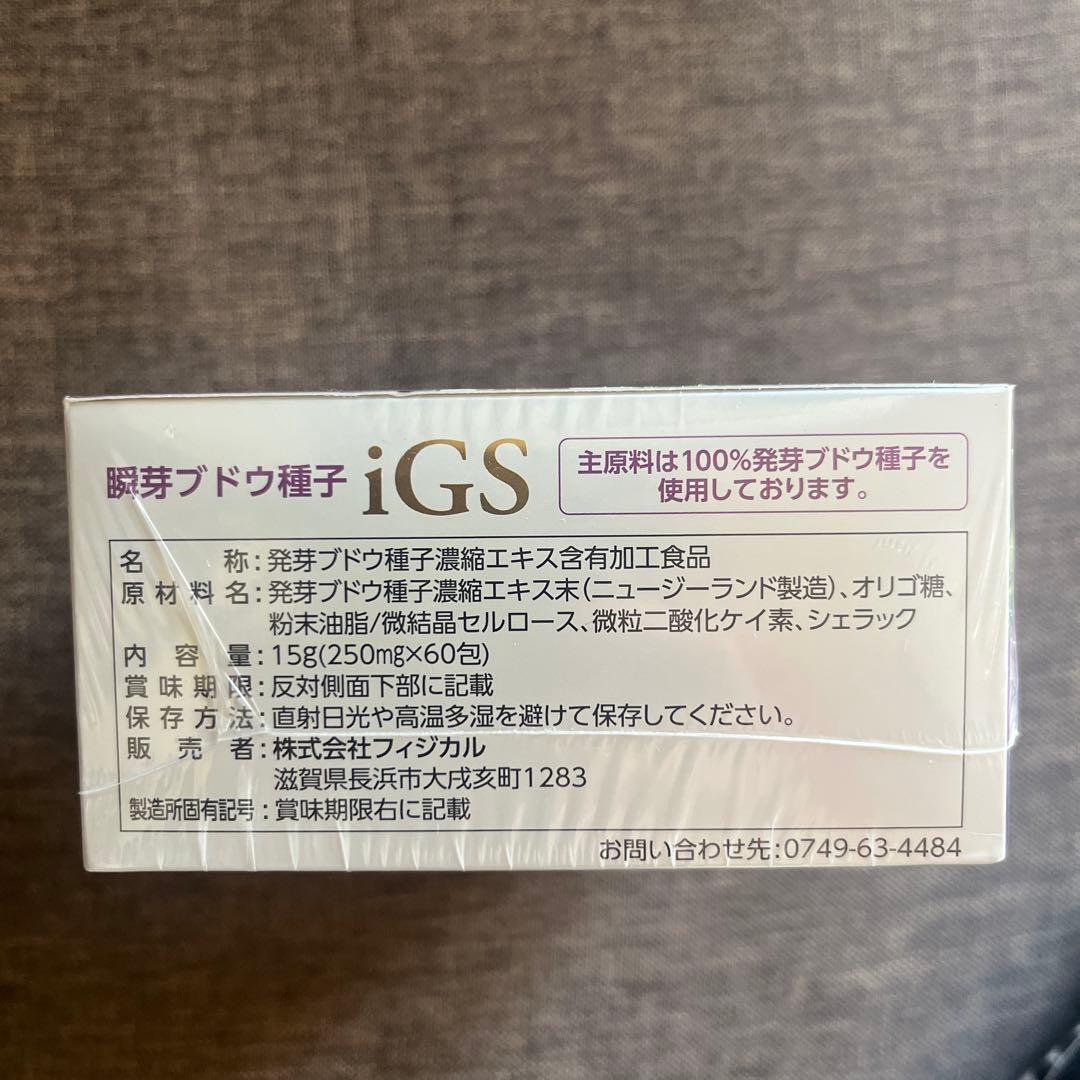 瞬芽ブドウ種子 iGS
主原料は100%発芽ブドウ種子を
使用しております。
名称:発芽ブドウ種子濃縮エキス含有加工食品
原材料名:発芽ブドウ種子濃縮エキス末(ニュージーランド製造)、オリゴ糖、
粉末油脂/微結晶セルロース、微粒二酸化ケイ素、シェラック
内容量:15g(250㎎×60包)
賞味期限:反対側面下部に記載
保存方法:直射日光や高温多湿を避けて保存してください。
販売者:株式会社フィジカル
滋賀県長浜市大戌亥町1283
製造所固有記号:賞味期限右に記載
お問い合わせ先:0749-63-4484